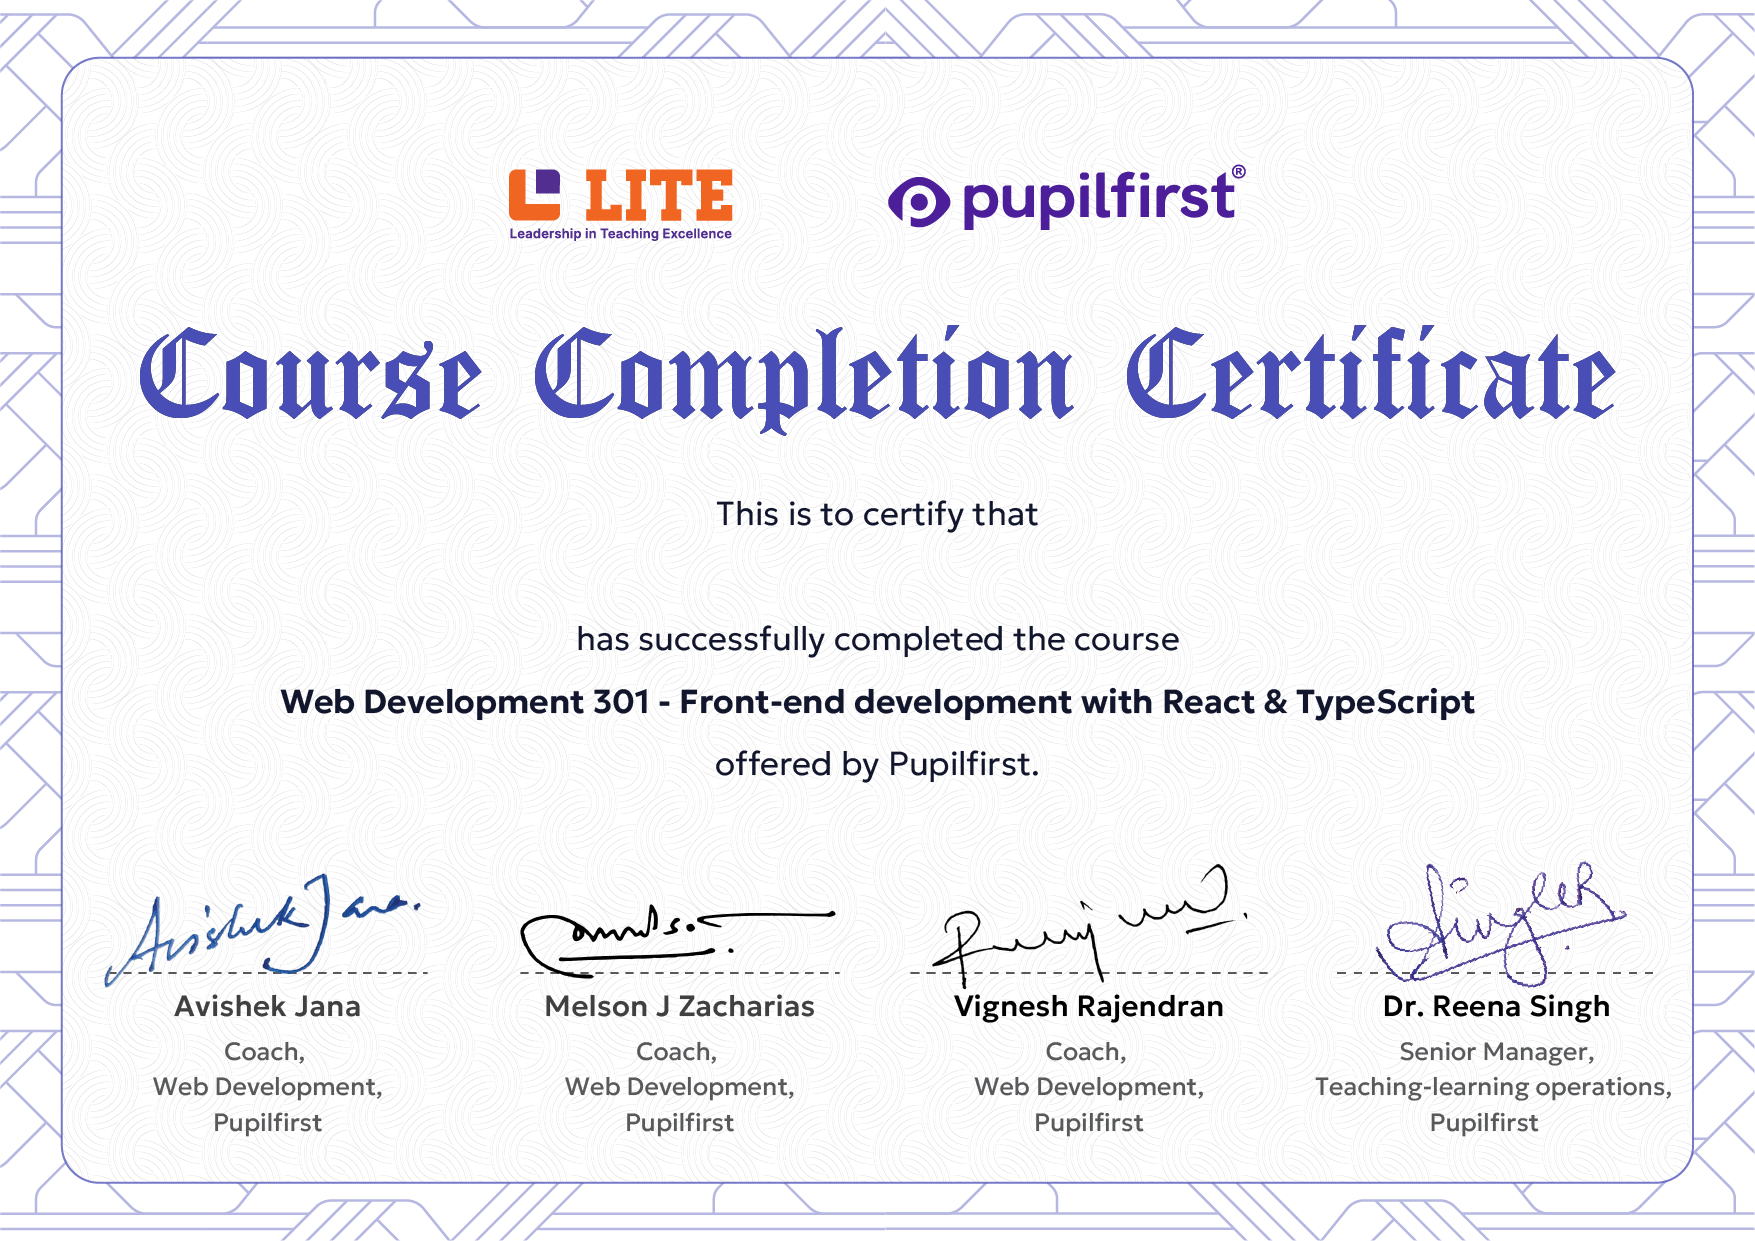 LITE
Leadership in Teaching Excellence
pupilfirst®
Course Completion Certificate
This is to certify that
has successfully completed the course
Web Development 301 - Front-end development with React & TypeScript
offered by Pupilfirst.
Avishek Jana.
Avishek Jana
Coach,
Web Development,
Pupilfirst
Melson J Zacharias
Coach,
Web Development,
Pupilfirst
Vignesh Rajendran
Coach,
Web Development,
Pupilfirst
Dr. Reena Singh
Senior Manager,
Teaching-learning operations,
Pupilfirst